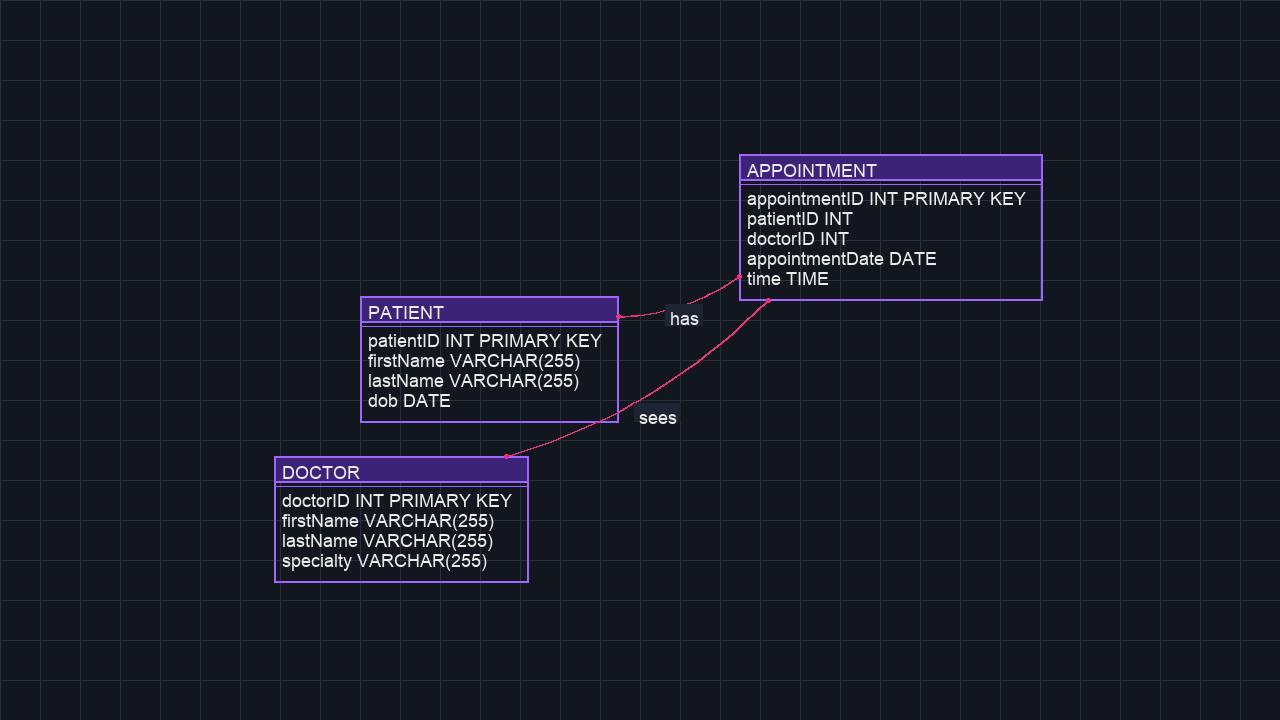 APPOINTMENT
appointmentID INT PRIMARY KEY
patientID INT
doctorID INT
appointmentDate DATE
time TIME
PATIENT
patientID INT PRIMARY KEY
firstName VARCHAR(255)
lastName VARCHAR(255)
dob DATE
has
sees
DOCTOR
doctorID INT PRIMARY KEY
firstName VARCHAR(255)
lastName VARCHAR(255)
specialty VARCHAR(255)